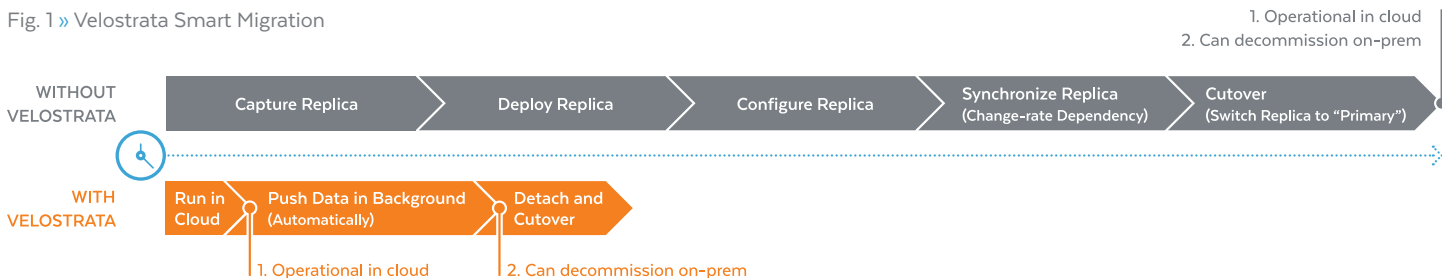 Fig. 1 » Velostrata Smart Migration
1. Operational in cloud
2. Can decommission on-prem
WITHOUT
VELOSTRATA
Capture Replica
Deploy Replica
Configure Replica
Synchronize Replica
(Change-rate Dependency)
Cutover
(Switch Replica to “Primary”)
WITH
VELOSTRATA
Run in
Cloud
Push Data in Background
(Automatically)
Detach and
Cutover
1. Operational in cloud
2. Can decommission on-prem